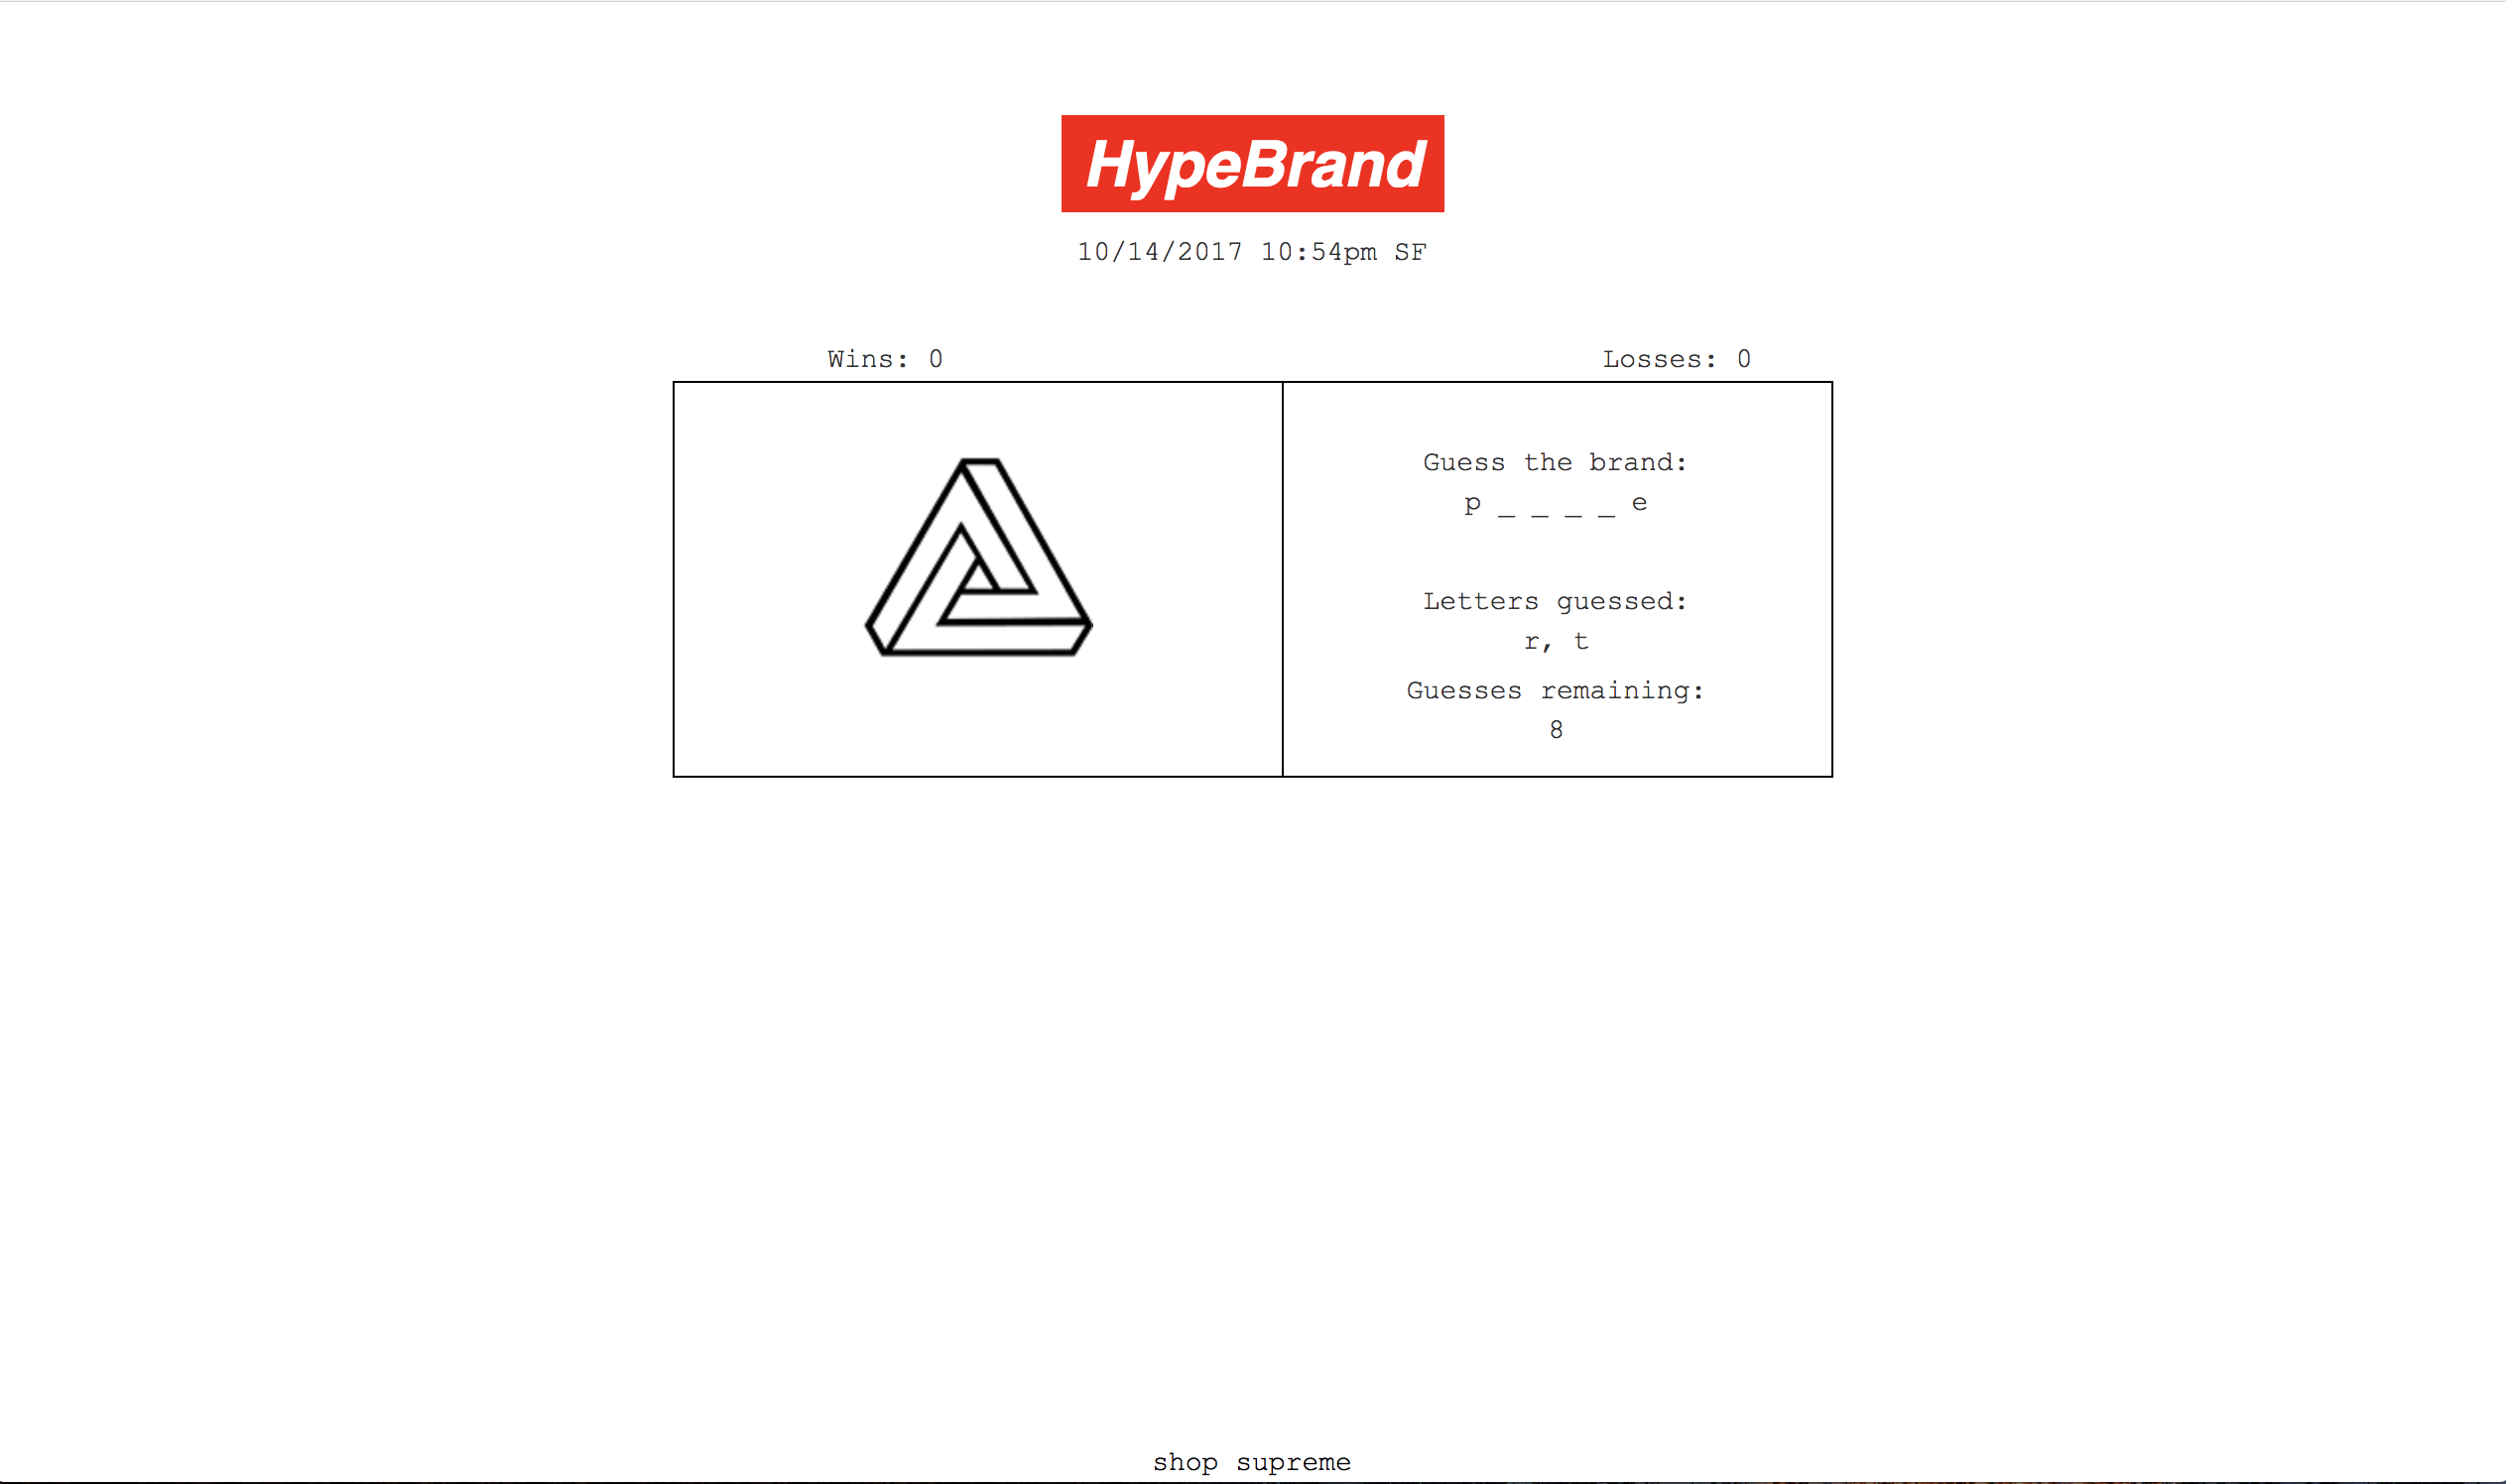 HypeBrand
10/14/2017 10:54pm SF
Wins: 0
Losses: 0
Guess the brand:
p _ _ _ _ e
Letters guessed:
r, t
Guesses remaining:
8
shop supreme